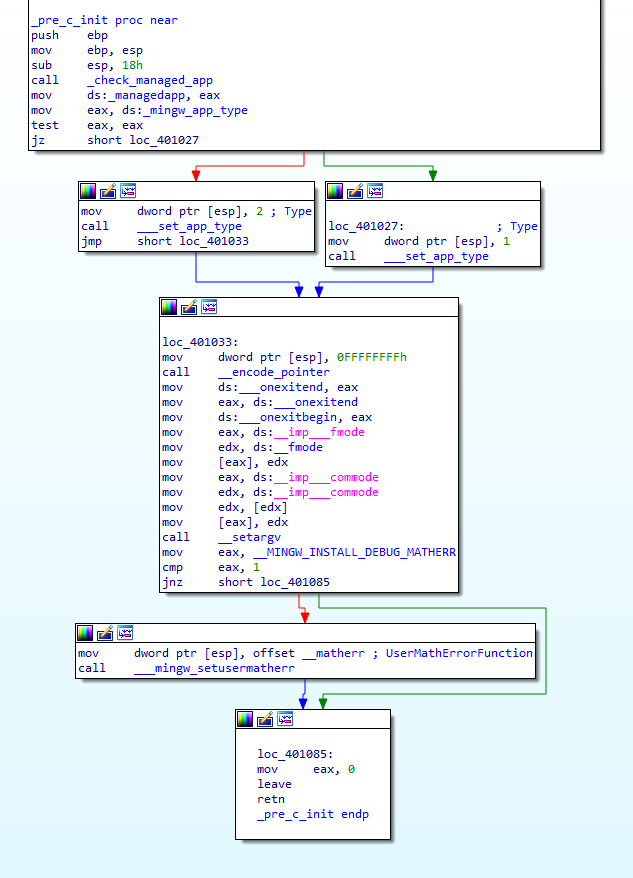 _pre_c_init proc near
push ebp
mov ebp, esp
sub esp, 18h
call _check_managed_app
mov ds:_managedapp, eax
mov eax, ds:_mingw_app_type
test eax, eax
jz short loc_401027
mov dword ptr [esp], 2 ; Type
call ___set_app_type
jmp short loc_401033
loc_401027: ; Type
mov dword ptr [esp], 1
call ___set_app_type
loc_401033:
mov dword ptr [esp], 0FFFFFFFFh
call __encode_pointer
mov ds:___onexitend, eax
mov eax, ds:___onexitend
mov ds:___onexitbegin, eax
mov eax, ds:__imp___fmode
mov edx, ds:__fmode
mov [eax], edx
mov eax, ds:__imp___commode
mov edx, ds:__imp___commode
mov edx, [edx]
mov [eax], edx
call __setargv
mov eax, __MINGW_INSTALL_DEBUG_MATHERR
cmp eax, 1
jnz short loc_401085
mov dword ptr [esp], offset __matherr ; UserMathErrorFunction
call ___mingw_setusermatherr
loc_401085:
mov eax, 0
leave
retn
_pre_c_init endp